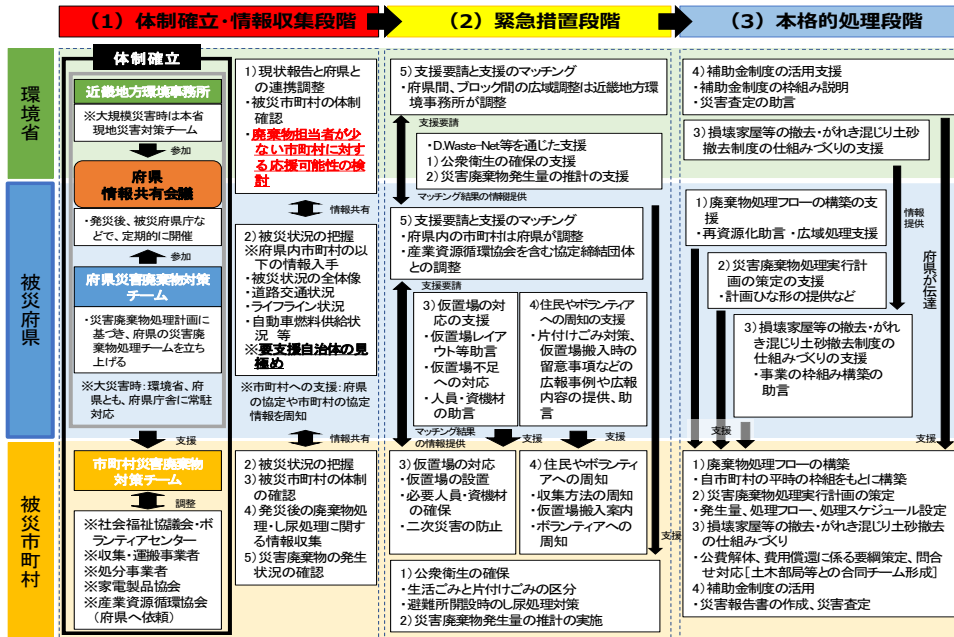 (1) 体制確立・情報収集段階
(2) 緊急措置段階
(3) 本格的処理段階
環境省
被災府県
被災市町村
体制確立
近畿地方環境事務所
※大規模災害時は本省
現地災害対策チーム
参加
府県
情報共有会議
・発災後、被災府県庁な
どで、定期的に開催
参加
府県災害廃棄物対策
チーム
・災害廃棄物処理計画に
基づき、府県の災害廃
棄物処理チームを立ち
上げる
※大災害時:環境省、府
県とも、府県庁舎に常駐
対応
支援
市町村災害廃棄物
対策チーム
調整
※社会福祉協議会・ボ
ランティアセンター
※収集・運搬事業者
※処分事業者
※家電製品協会
※産業資源循環協会
(府県へ依頼)
1)現状報告と府県と
の連携調整
・被災市町村の体制
確認
・廃棄物担当者が少
ない市町村に対す
る応援可能性の検
討
情報共有
2)被災状況の把握
※府県内市町村の以
下の情報入手
・被災状況の全体像
・道路交通状況
・ライフライン状況
・自動車燃料供給状
況 等
※要支援自治体の見
極め
※市町村への支援:府県
の協定や市町村の協定
情報を周知
情報共有
2)被災状況の把握
3)被災市町村の体制
の確認
4)発災後の廃棄物処
理・し尿処理に関する
情報収集
5)災害廃棄物の発生
状況の確認
5)支援要請と支援のマッチング
・府県間、ブロック間の広域調整は近畿地方環
境事務所が調整
支援要請
・D.Waste-Net等を通じた支援
1)公衆衛生の確保の支援
2)災害廃棄物発生量の推計の支援
マッチング結果の情報提供
5)支援要請と支援のマッチング
・府県内の市町村は府県が調整
・産業資源循環協会を含む協定締結団体
との調整
支援要請
3)仮置場の対
応の支援
・仮置場レイア
ウト等助言
・仮置場不足
への対応
・人員・資機材
の助言
4)住民やボランティア
への周知の支援
・片付けごみ対策、
仮置場搬入時の
留意事項などの
広報事例や広報
内容の提供、助
言
マッチング結果
の情報提供
支援
支援
3)仮置場の対応
・仮置場の設置
・必要人員・資機材
の確保
・二次災害の防止
4)住民やボランティ
アへの周知
・収集方法の周知
・仮置場搬入案内
・ボランティアへの
周知
支援
1)公衆衛生の確保
・生活ごみと片付けごみの区分
・避難所開設時のし尿処理対策
2)災害廃棄物発生量の推計の実施
4)補助金制度の活用支援
・補助金制度の枠組み説明
・災害査定の助言
3)損壊家屋等の撤去・がれき混じり土砂
撤去制度の仕組みづくりの支援
1)廃棄物処理フローの構築の支
援
・再資源化助言・広域処理支援
情報
提供
2)災害廃棄物処理実行計
画の策定の支援
・計画ひな形の提供など
府県が伝達
3)損壊家屋等の撤去・がれ
き混じり土砂撤去制度の
仕組みづくりの支援
・事業の枠組み構築の
助言
支援
支援
1)廃棄物処理フローの構築
・自市町村の平時の枠組をもとに構築
2)災害廃棄物処理実行計画の策定
・発生量、処理フロー、処理スケジュール設定
3)損壊家屋等の撤去・がれき混じり土砂撤去
の仕組みづくり
・公費解体、費用償還に係る要綱策定、問合
せ対応[土木部局等との合同チーム形成]
4)補助金制度の活用
・災害報告書の作成、災害査定